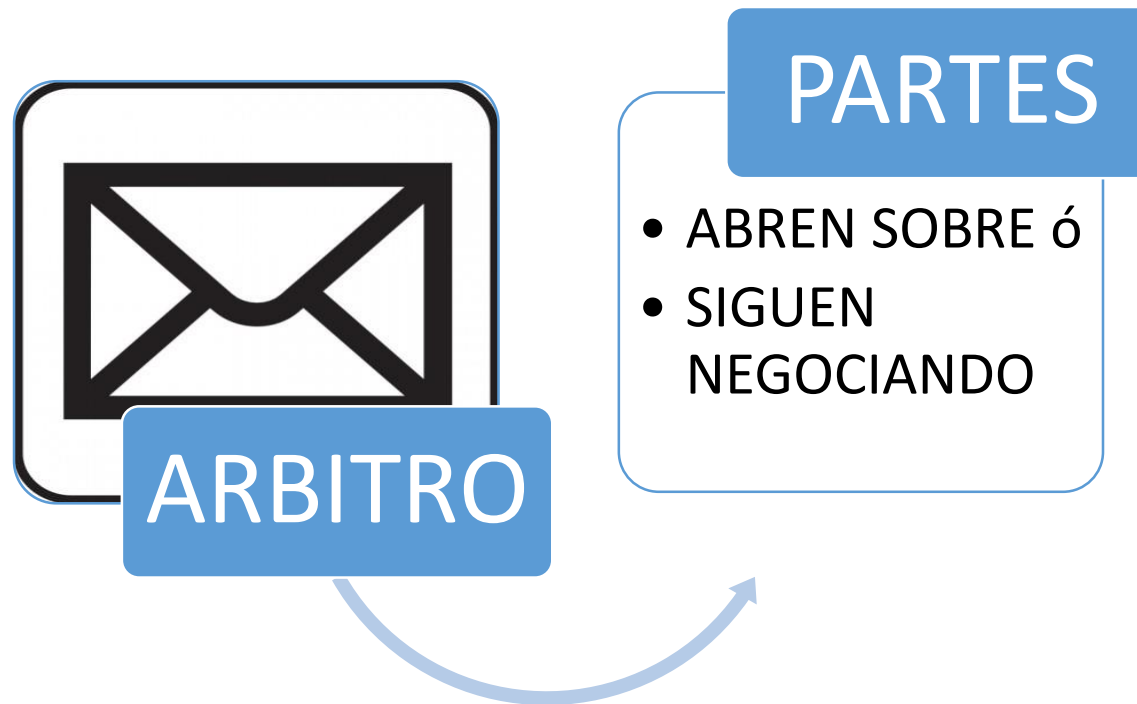 ARBITRO
PARTES
• ABREN SOBRE ó
• SIGUEN
NEGOCIANDO